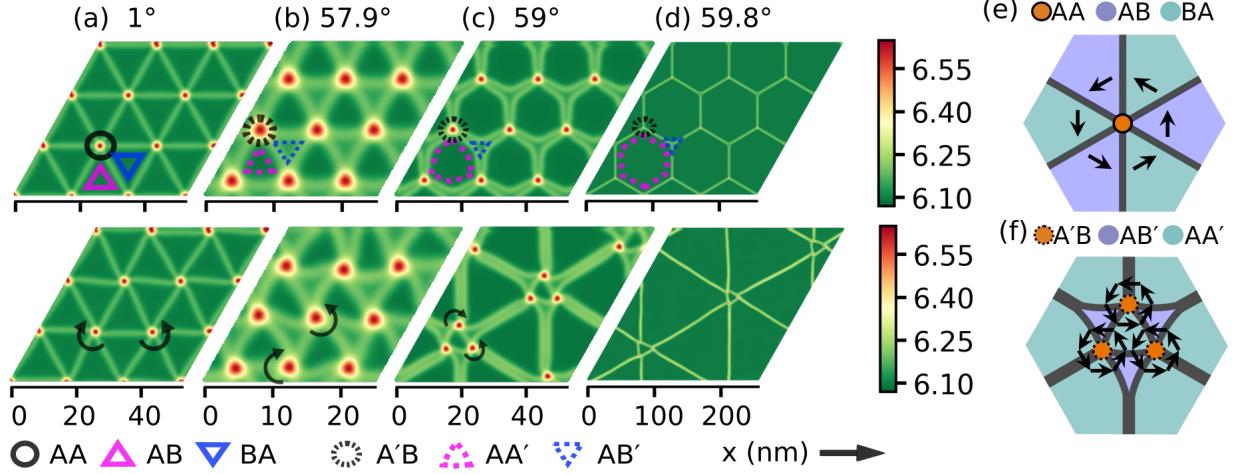 (a) 1°
(b) 57.9°
(c) 59°
(d) 59.8°
6.55
6.40
6.25
6.10
6.55
6.40
6.25
6.10
0 20 40
0 10 20
0 20 40
0 100 200
x (nm)
AA AB BA A′B AA′ AB′
(e) AA AB BA
(f) A′B AB′ AA′